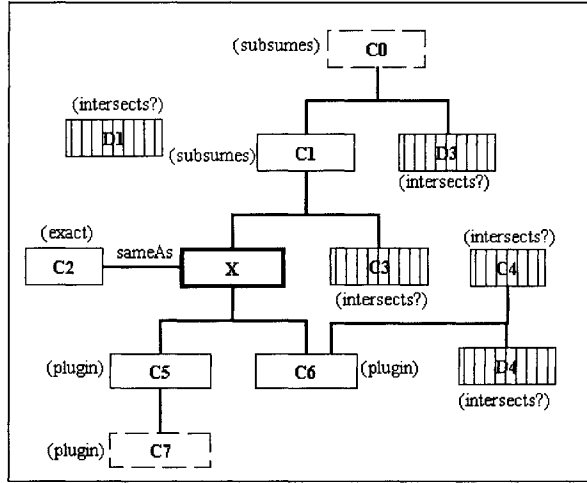 (subsumes)
C0
(intersects?)
D1
(subsumes)
C1
D3
(intersects?)
(exact)
C2
sameAs
X
C3
(intersects?)
(intersects?)
C4
(plugin)
C5
C6
(plugin)
D4
(intersects?)
(plugin)
C7